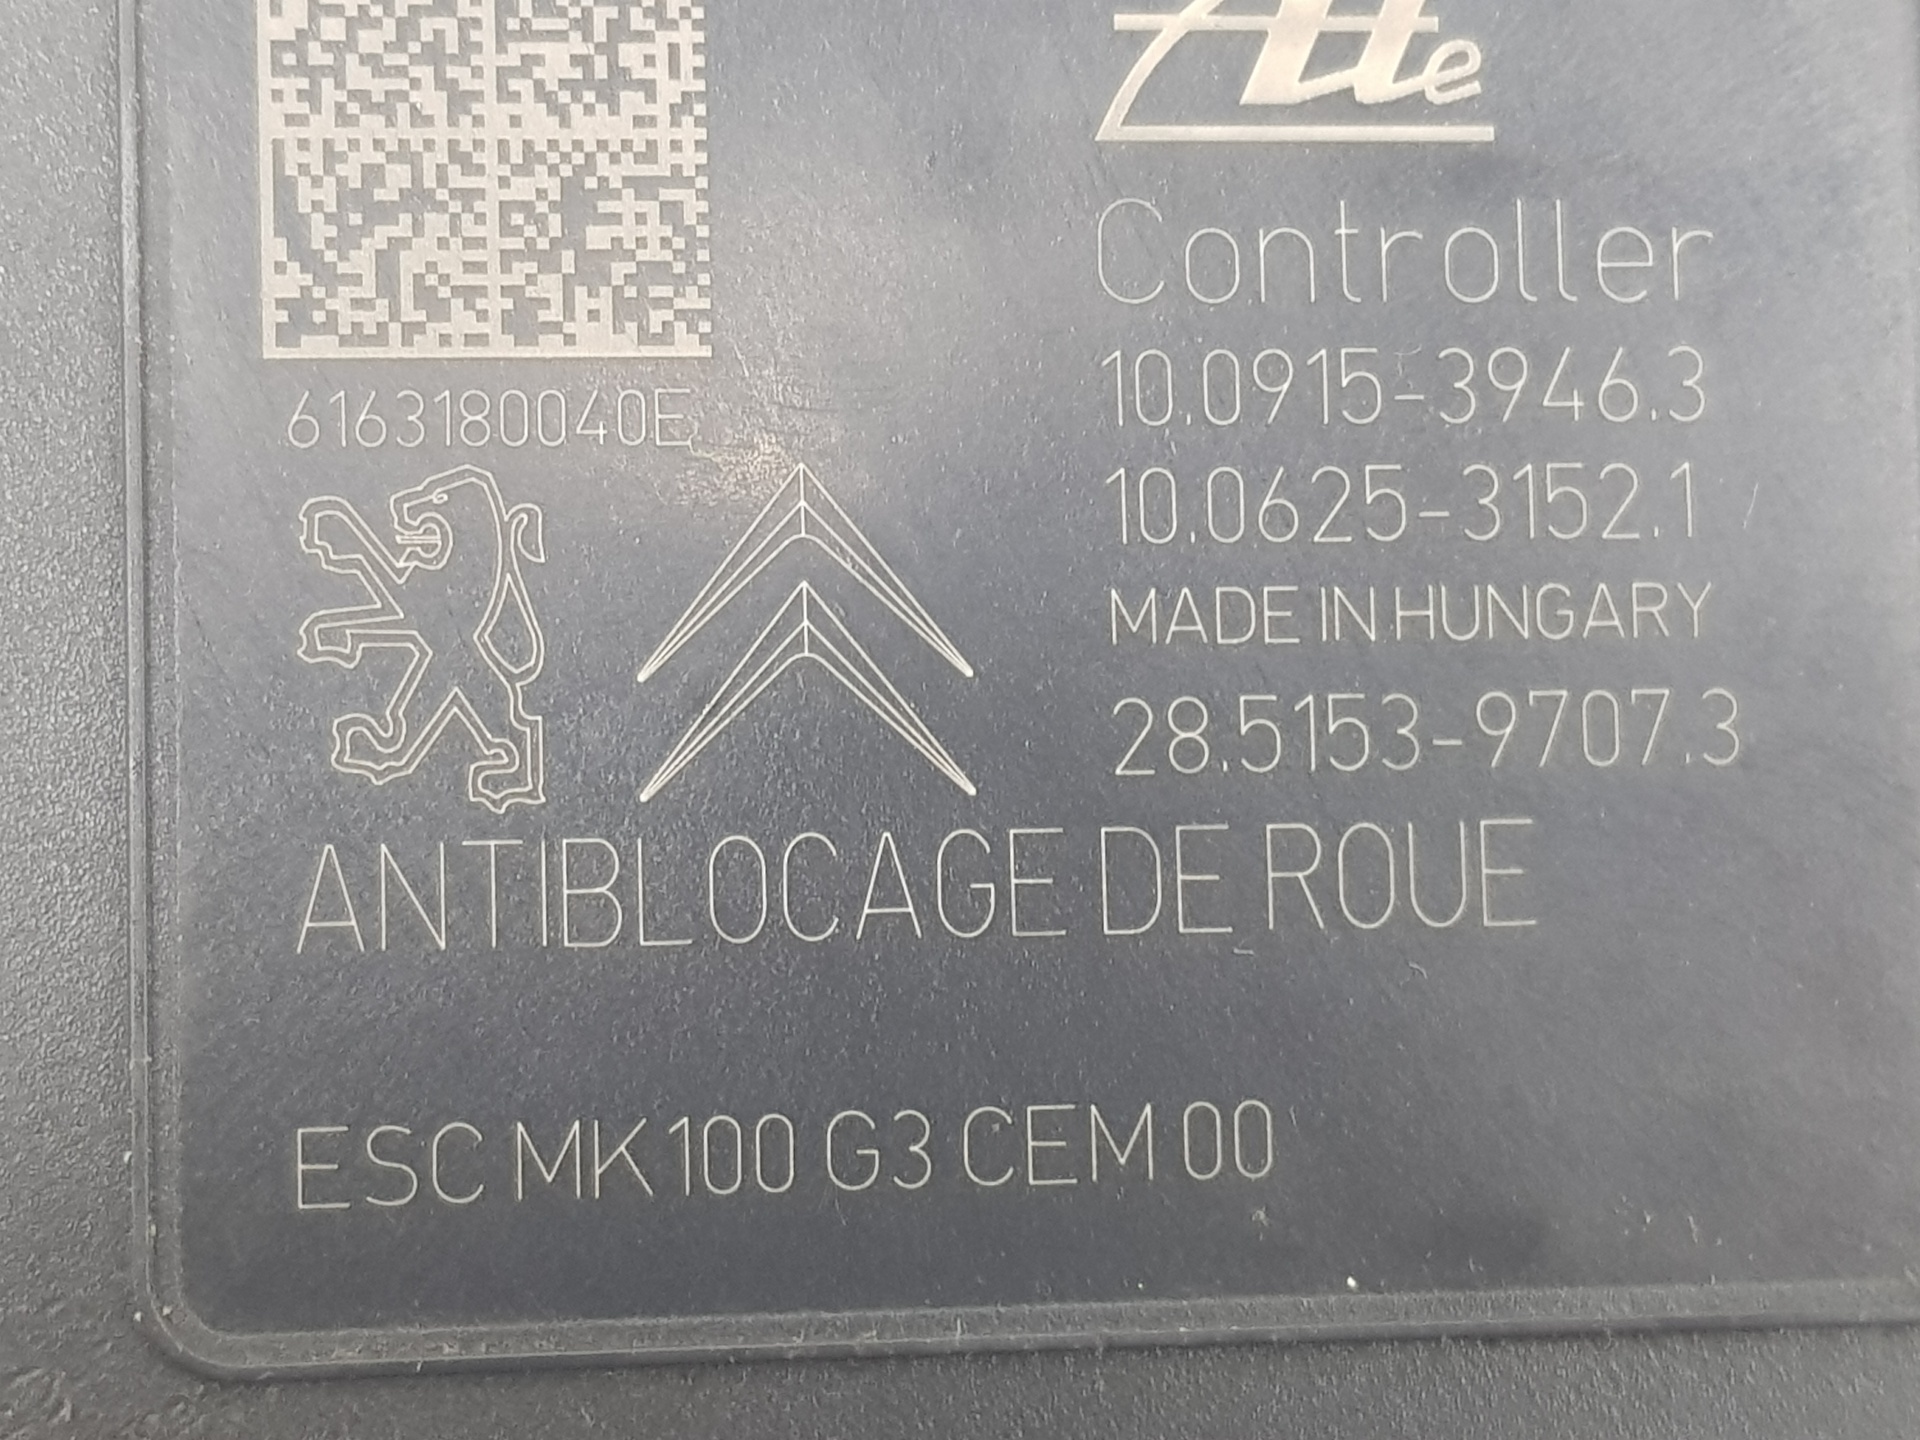 Ate
Controller
10.0915-3946.3
6163180040E
10.0625-3152.1
MADE IN HUNGARY
28.5153-9707.3
ANTIBLOCAGE DE ROUE
ESC MK100 G3 CEM 00